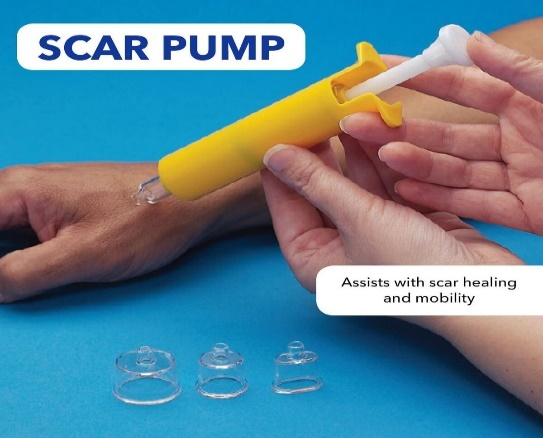 SCAR PUMP
Assists with scar healing
and mobility